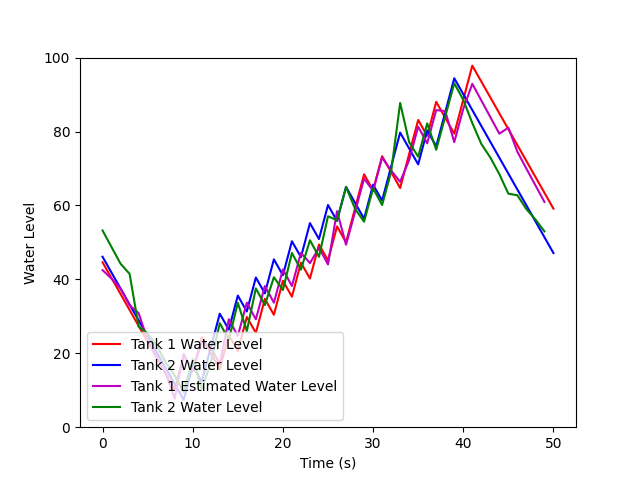 100
80
60
40
20
0
Water Level
Tank 1 Water Level
Tank 2 Water Level
Tank 1 Estimated Water Level
Tank 2 Water Level
0 10 20 30 40 50
Time (s)